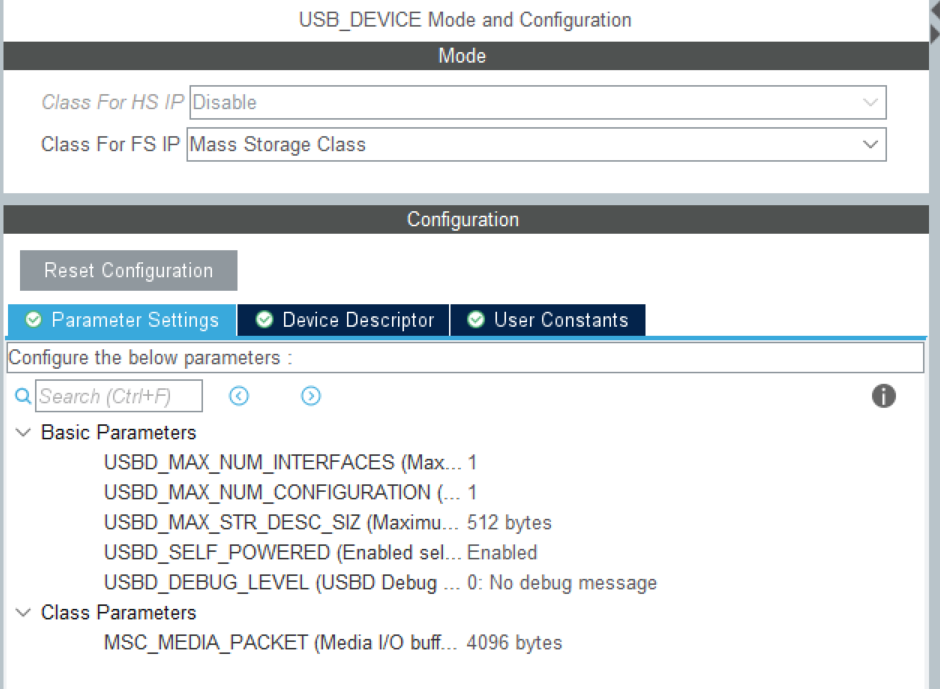 USB_DEVICE Mode and Configuration
Mode
Class For HS IP Disable
Class For FS IP Mass Storage Class
Configuration
Reset Configuration
Parameter Settings Device Descriptor User Constants
Configure the below parameters :
Search (Ctrl+F)
Basic Parameters
USBD_MAX_NUM_INTERFACES (Max... 1
USBD_MAX_NUM_CONFIGURATION (... 1
USBD_MAX_STR_DESC_SIZ (Maximu... 512 bytes
USBD_SELF_POWERED (Enabled sel... Enabled
USBD_DEBUG_LEVEL (USBD Debug ... 0: No debug message
Class Parameters
MSC_MEDIA_PACKET (Media I/O buff... 4096 bytes